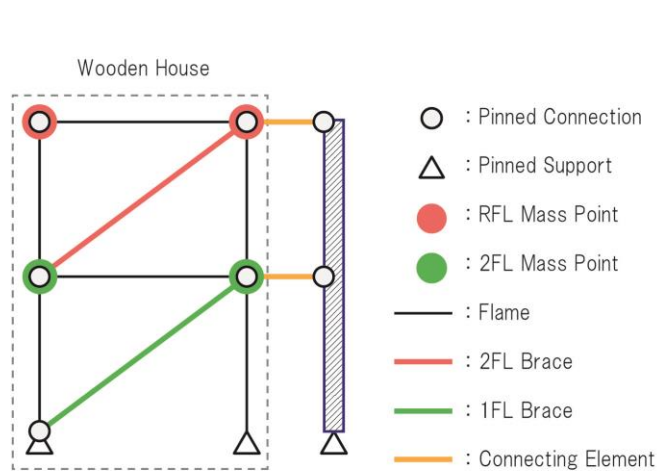 Wooden House
: Pinned Connection
: Pinned Support
: RFL Mass Point
: 2FL Mass Point
: Flame
: 2FL Brace
: 1FL Brace
: Connecting Element